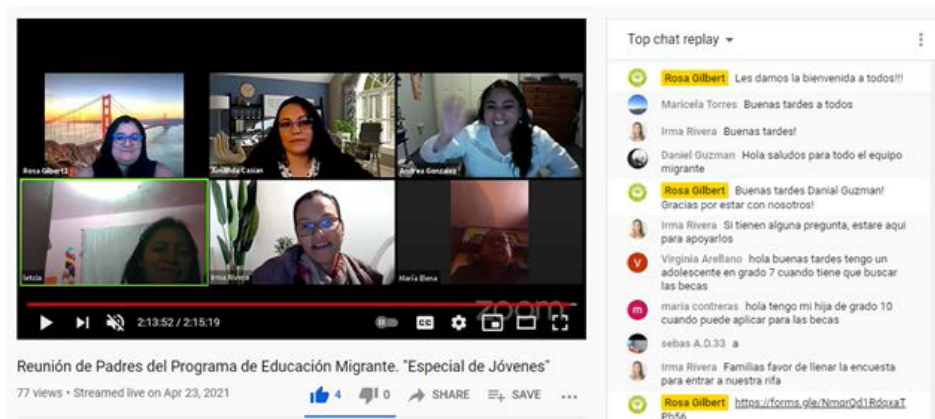 Rosa Gilbert2
Amanda Casian
Andrea Gonzalez
leticia
Irma Rivera
María Elena
zoom
2:13:52 / 2:15:19
CC
Reunión de Padres del Programa de Educación Migrante. "Especial de Jóvenes"
77 views • Streamed live on Apr 23, 2021
4
0
SHARE
SAVE
Top chat replay
Rosa Gilbert Les damos la bienvenida a todos!!!
Maricela Torres Buenas tardes a todos
Irma Rivera Buenas tardes!
Daniel Guzman Hola saludos para todo el equipo
migrante
Rosa Gilbert Buenas tardes Danial Guzman!
Gracias por estar con nosotros!
Irma Rivera Si tienen alguna pregunta, estare aqui
para apoyarlos
V
Virginia Arellano hola buenas tardes tengo un
adolescente en grado 7 cuando tiene que buscar
las becas
m
maria contreras hola tengo mi hija de grado 10
cuando puede aplicar para las becas
sebas A.D.33 a
Irma Rivera Familias favor de llenar la encuesta
para entrar a nuestra rifa
Rosa Gilbert